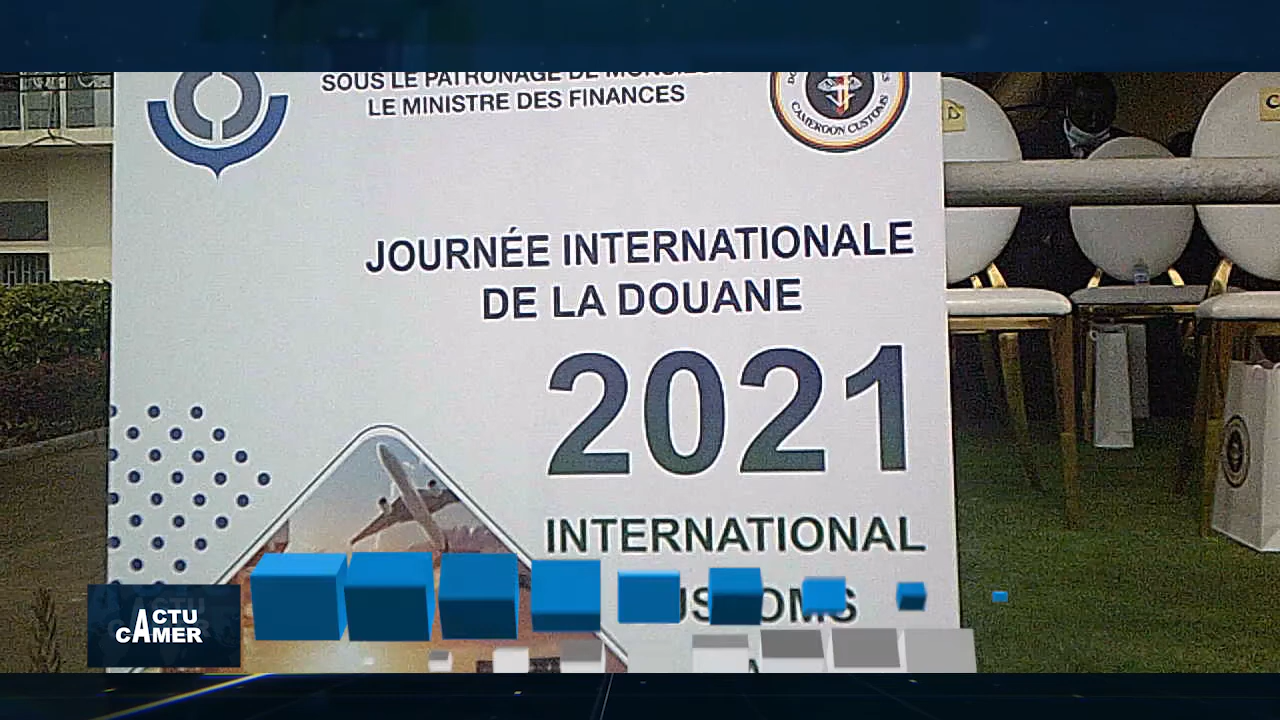 SOUS LE PATRONAGE DE
LE MINISTRE DES FINANCES
CAMEROON CUSTOMS
JOURNÉE INTERNATIONALE
DE LA DOUANE
2021
INTERNATIONAL
ACTU
CAMER